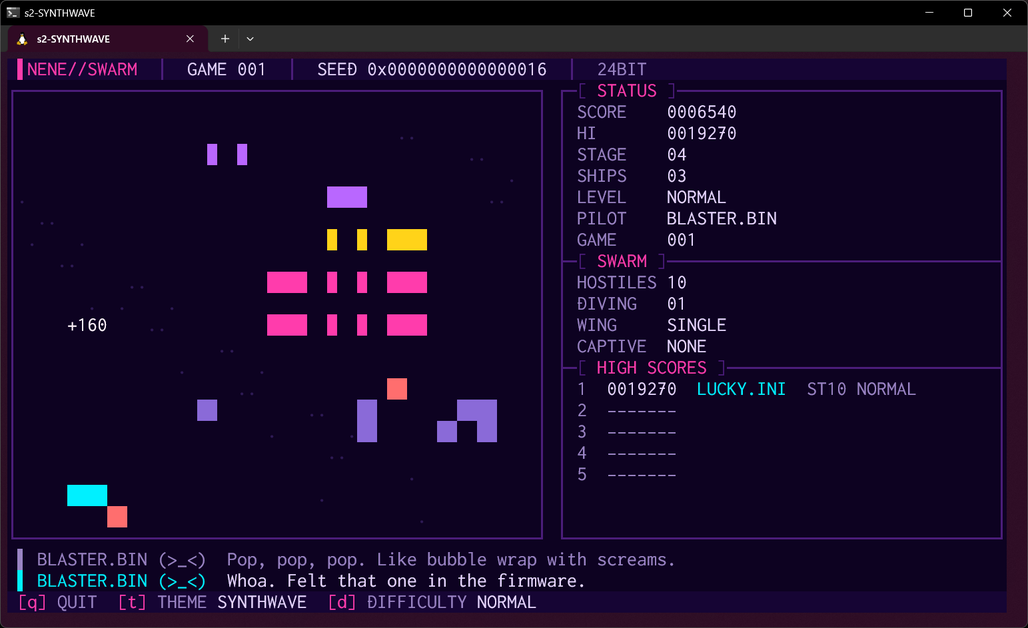 s2-SYNTHWAVE
s2-SYNTHWAVE
NENE//SWARM GAME 001 SEED 0x0000000000000016 24BIT
[ STATUS ]
SCORE 0006540
HI 0019270
STAGE 04
SHIPS 03
LEVEL NORMAL
PILOT BLASTER.BIN
GAME 001
[ SWARM ]
HOSTILES 10
DIVING 01
WING SINGLE
CAPTIVE NONE
+160
[ HIGH SCORES ]
1 0019270 LUCKY.INI ST10 NORMAL
2 -------
3 -------
4 -------
5 -------
BLASTER.BIN (>_<) Pop, pop, pop. Like bubble wrap with screams.
BLASTER.BIN (>_<) Whoa. Felt that one in the firmware.
[q] QUIT [t] THEME SYNTHWAVE [d] DIFFICULTY NORMAL